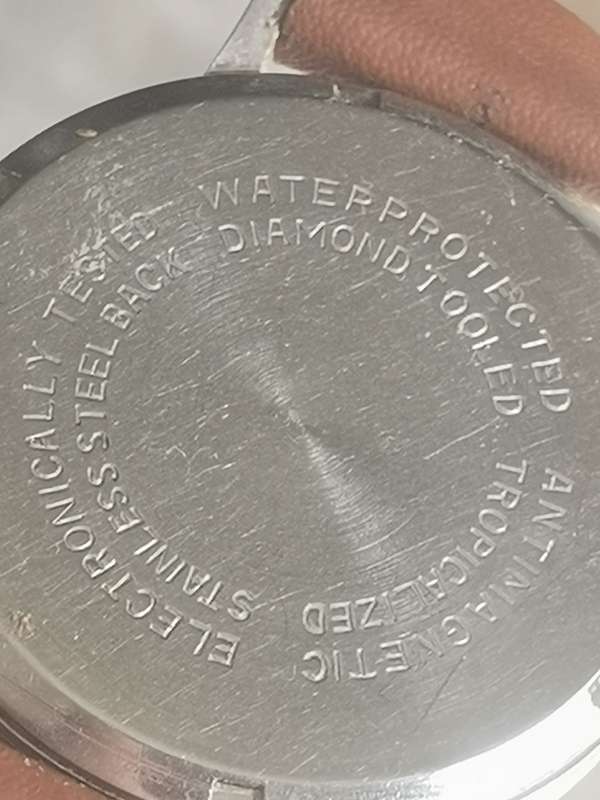 WATERPROTECTED
ANTIMAGNETIC
ELECTRONICALLY TESTED
DIAMOND TOOLED
TROPICALIZED
STAINLESS STEEL BACK